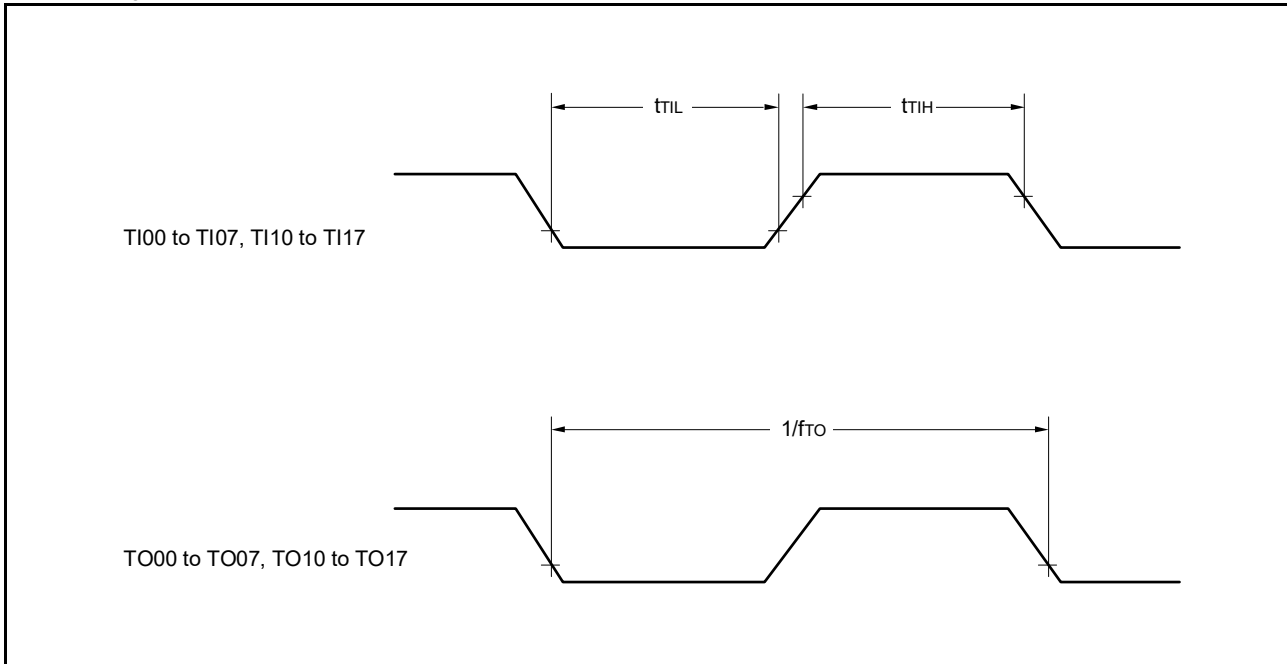 tTIL
tTIH
TI00 to TI07, TI10 to TI17
1/fTO
TO00 to TO07, TO10 to TO17